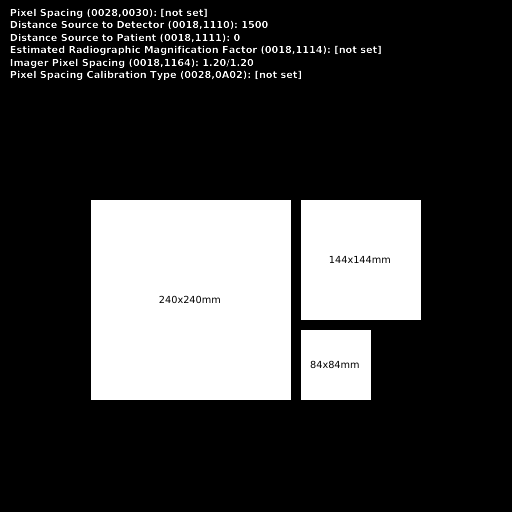 Pixel Spacing (0028,0030): [not set]
Distance Source to Detector (0018,1110): 1500
Distance Source to Patient (0018,1111): 0
Estimated Radiographic Magnification Factor (0018,1114): [not set]
Imager Pixel Spacing (0018,1164): 1.20/1.20
Pixel Spacing Calibration Type (0028,0A02): [not set]
144x144mm
240x240mm
84x84mm